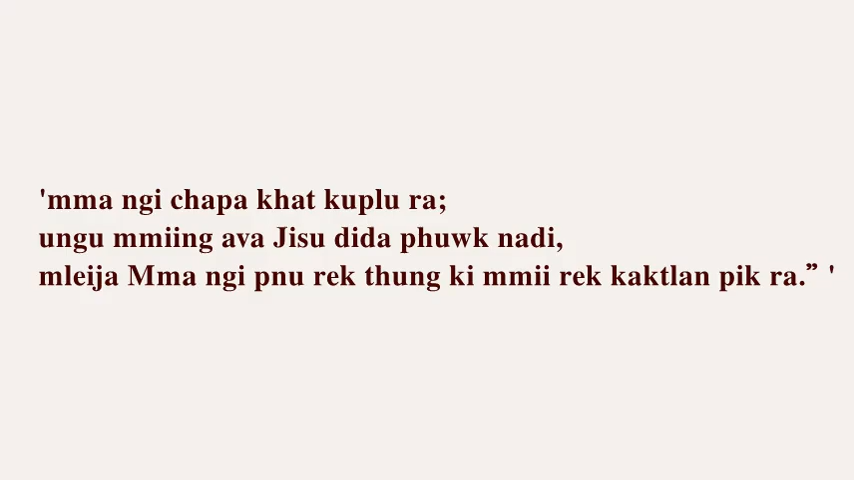 'mma ngi chapa khat kuplu ra;
ungu mmiing ava Jisu dida phuwk nadi,
mleija Mma ngi pnu rek thung ki mmii rek kaktlan pik ra.” '